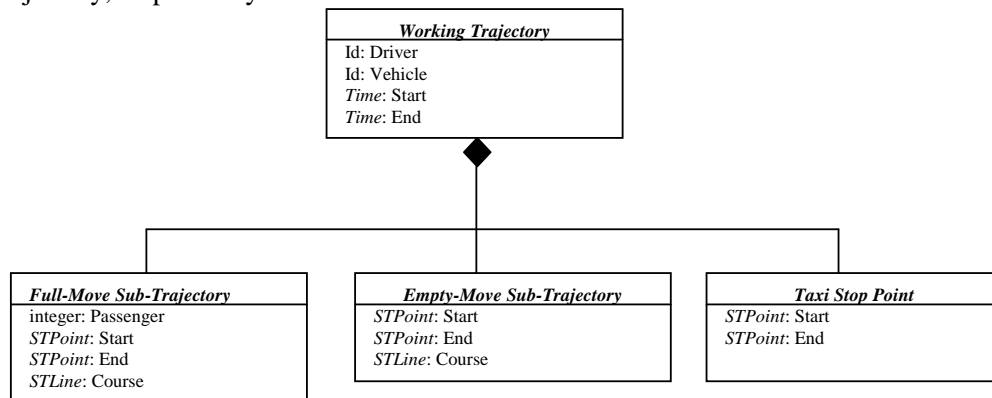 Working Trajectory
Id: Driver
Id: Vehicle
Time: Start
Time: End
Full-Move Sub-Trajectory
integer: Passenger
STPoint: Start
STPoint: End
STLine: Course
Empty-Move Sub-Trajectory
STPoint: Start
STPoint: End
STLine: Course
Taxi Stop Point
STPoint: Start
STPoint: End